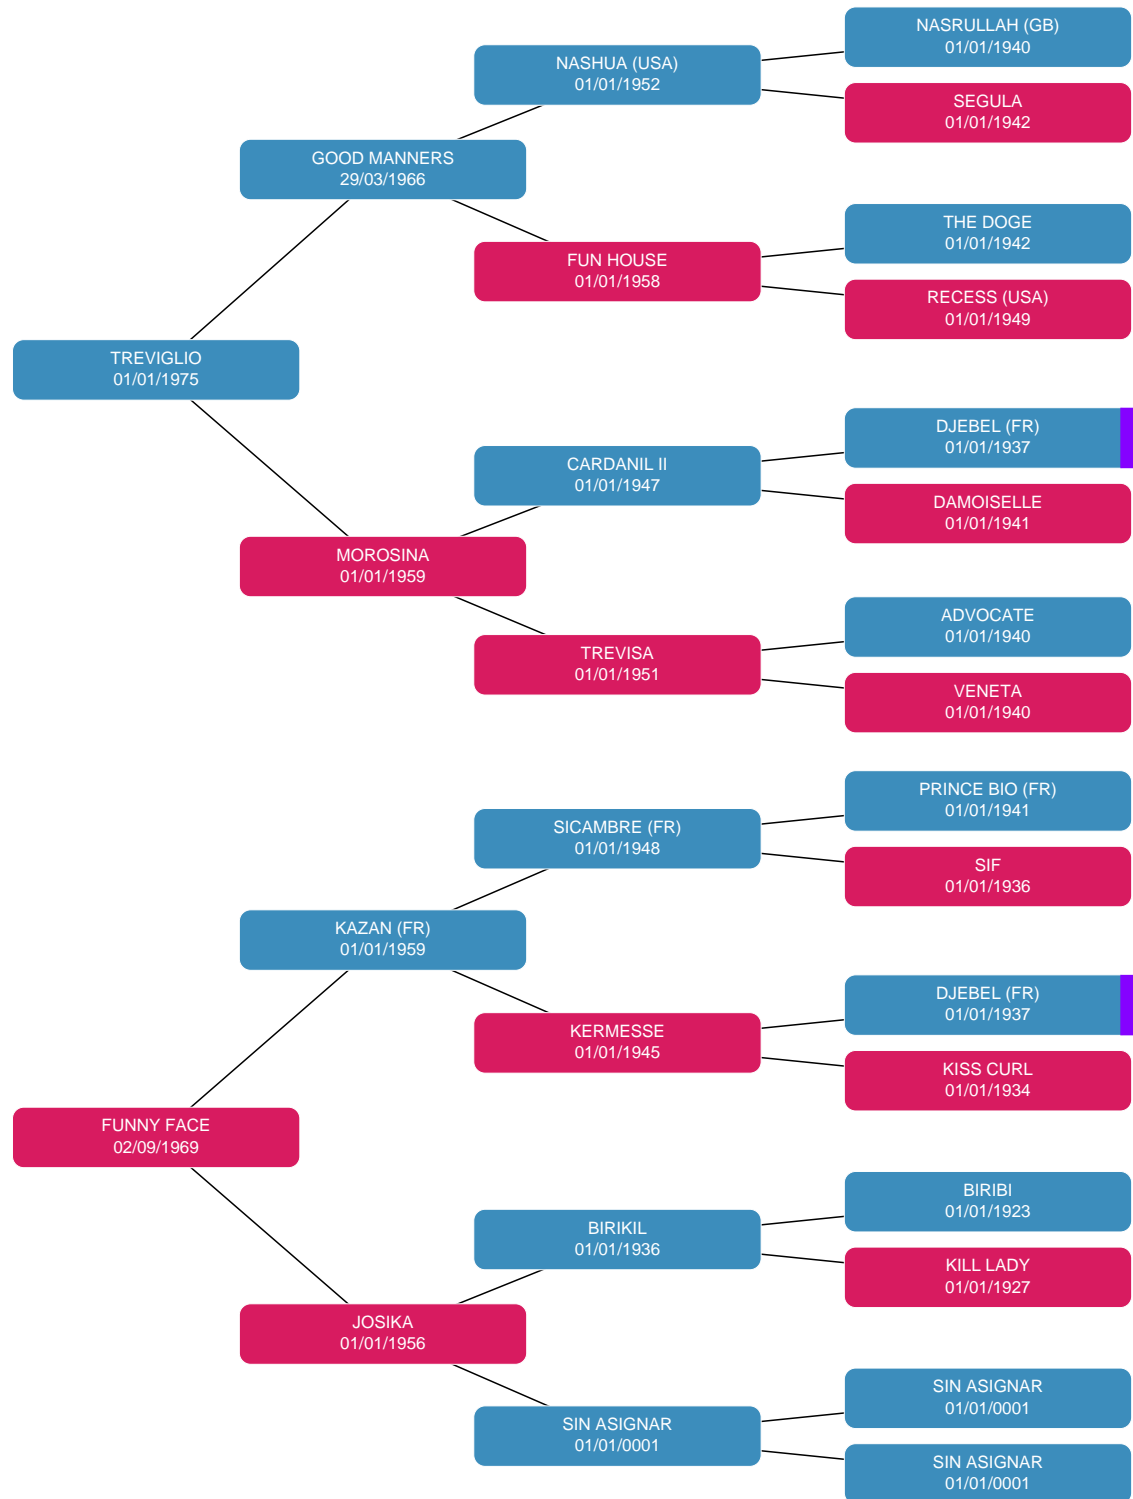 NASRULLAH (GB)
01/01/1940
NASHUA (USA)
01/01/1952
SEGULA
01/01/1942
GOOD MANNERS
29/03/1966
THE DOGE
01/01/1942
FUN HOUSE
01/01/1958
RECESS (USA)
01/01/1949
TREVIGLIO
01/01/1975
DJEBEL (FR)
01/01/1937
CARDANIL II
01/01/1947
DAMOISELLE
01/01/1941
MOROSINA
01/01/1959
ADVOCATE
01/01/1940
TREVISA
01/01/1951
VENETA
01/01/1940
PRINCE BIO (FR)
01/01/1941
SICAMBRE (FR)
01/01/1948
SIF
01/01/1936
KAZAN (FR)
01/01/1959
DJEBEL (FR)
01/01/1937
KERMESSE
01/01/1945
KISS CURL
01/01/1934
FUNNY FACE
02/09/1969
BIRIBI
01/01/1923
BIRIKIL
01/01/1936
KILL LADY
01/01/1927
JOSIKA
01/01/1956
SIN ASIGNAR
01/01/0001
SIN ASIGNAR
01/01/0001
SIN ASIGNAR
01/01/0001